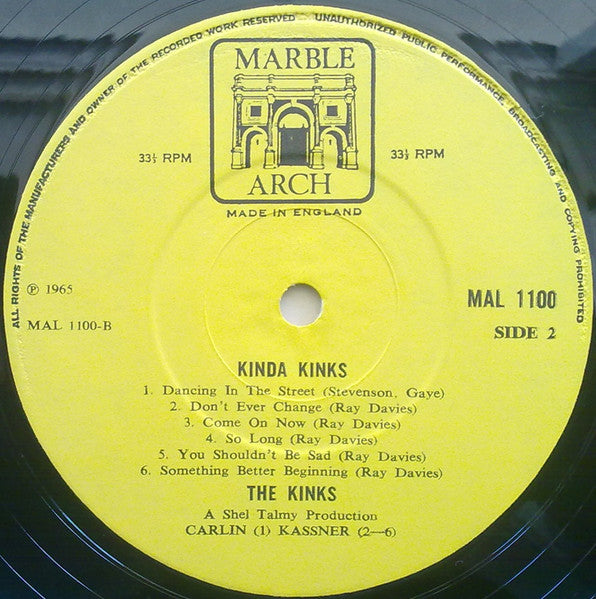 ALL RIGHTS OF THE MANUFACTURERS AND OWNER OF THE RECORDED WORK RESERVED
UNAUTHORIZED PUBLIC PERFORMANCE, BROADCASTING AND COPYING PROHIBITED
MARBLE
ARCH
33⅓ RPM
33⅓ RPM
MADE IN ENGLAND
℗ 1965
MAL 1100
MAL 1100-B
SIDE 2
KINDA KINKS
1. Dancing In The Street (Stevenson, Gaye)
2. Don't Ever Change (Ray Davies)
3. Come On Now (Ray Davies)
4. So Long (Ray Davies)
5. You Shouldn't Be Sad (Ray Davies)
6. Something Better Beginning (Ray Davies)
THE KINKS
A Shel Talmy Production
CARLIN (1) KASSNER (2—6)